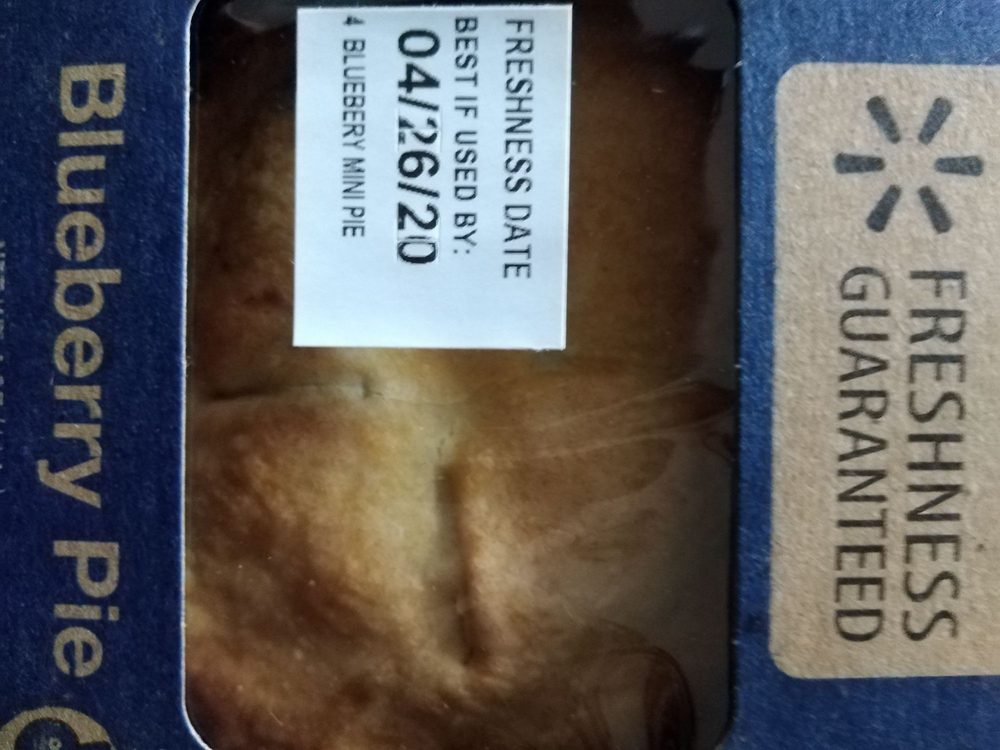 FRESHNESS
GUARANTEED
FRESHNESS DATE
BEST IF USED BY:
04/26/20
4 BLUEBERRY MINI PIE
Blueberry Pie